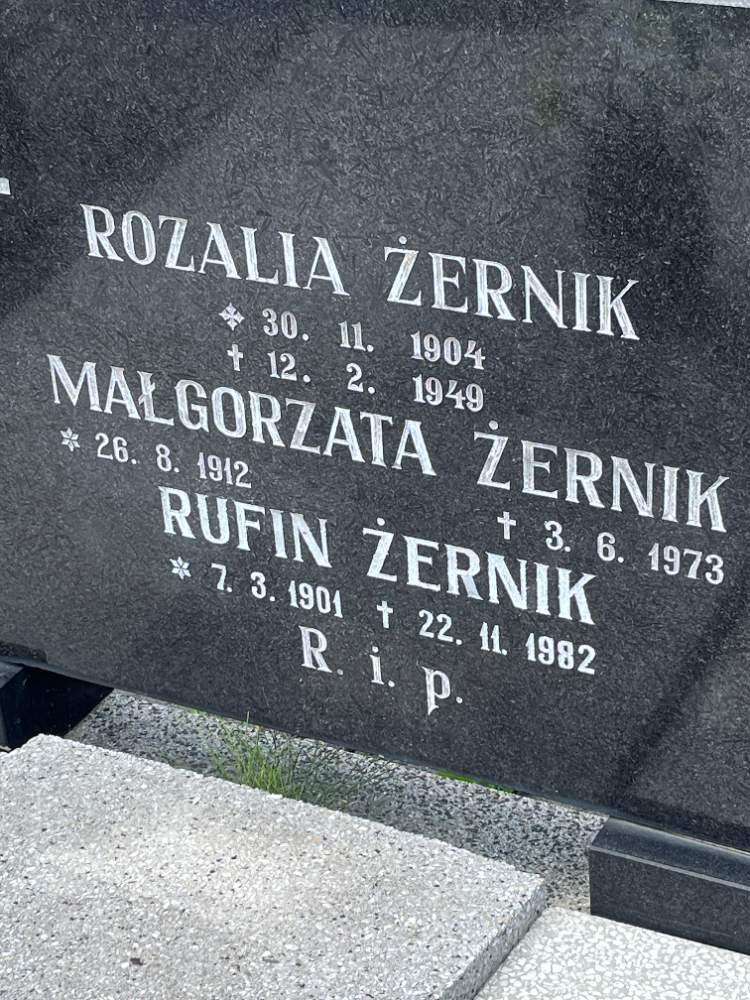 ROZALIA ŻERNIK
30. 11. 1904
† 12. 2. 1949
MAŁGORZATA ŻERNIK
* 26. 8. 1912
† 3. 6. 1973
RUFIN ŻERNIK
* 7. 3. 1901 † 22. 11. 1982
R. i. p.